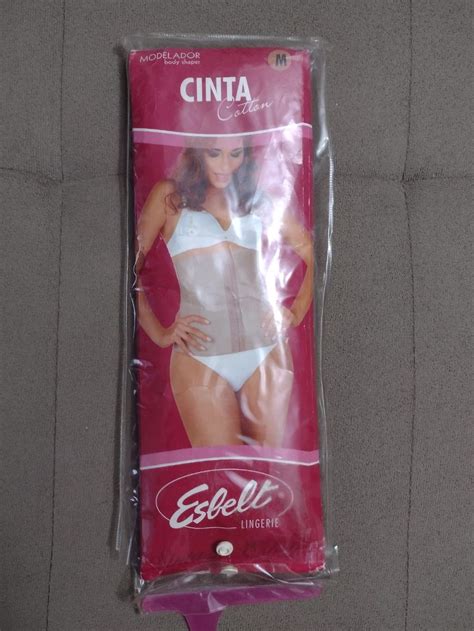 MODELADOR
body shaper
M
CINTA
Cotton
Esbelt
LINGERIE